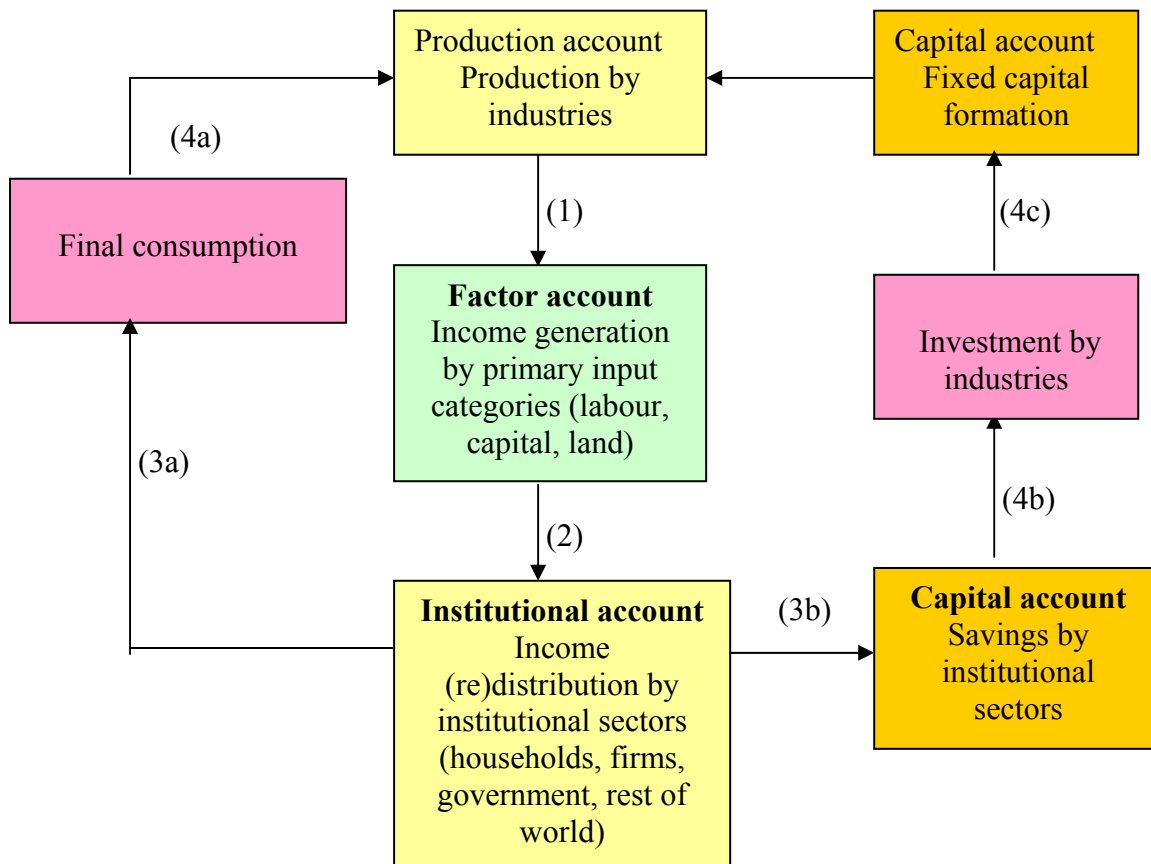 Production account
Production by
industries
Capital account
Fixed capital
formation
(4a)
(1)
(4c)
Final consumption
Factor account
Income generation
by primary input
categories (labour,
capital, land)
Investment by
industries
(3a)
(2)
(4b)
Institutional account
Income
(re)distribution by
institutional sectors
(households, firms,
government, rest of
world)
(3b)
Capital account
Savings by
institutional
sectors